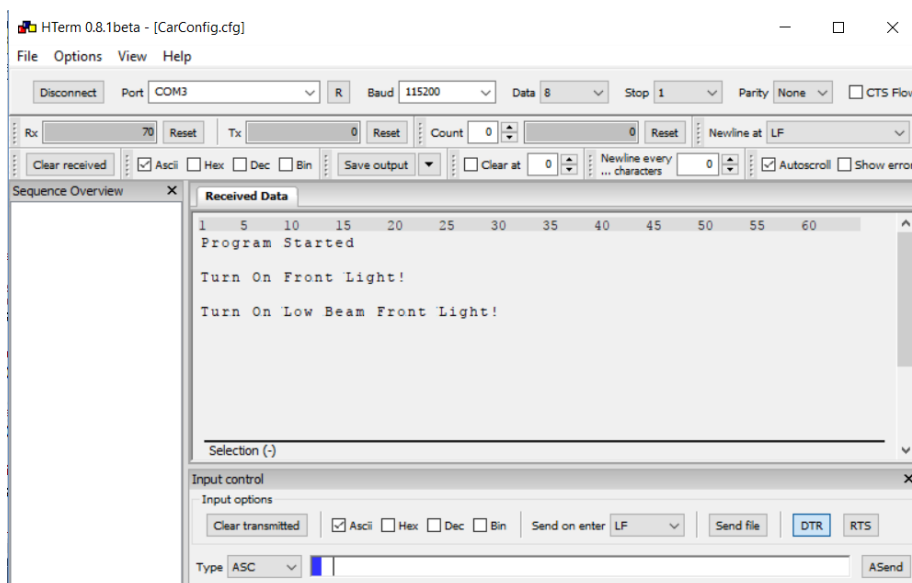 HTerm 0.8.1beta - [CarConfig.cfg]
File Options View Help
Disconnect Port COM3 R Baud 115200 Data 8 Stop 1 Parity None CTS Flow
Rx 70 Reset Tx 0 Reset Count 0 0 Reset Newline at LF
Clear received Ascii Hex Dec Bin Save output Clear at 0 Newline every ... characters 0 Autoscroll Show error
Sequence Overview X
Received Data
1 5 10 15 20 25 30 35 40 45 50 55 60
Program Started
Turn On Front Light!
Turn On Low Beam Front Light!
Selection (-)
Input control
Input options
Clear transmitted Ascii Hex Dec Bin Send on enter LF Send file DTR RTS
Type ASC ASend